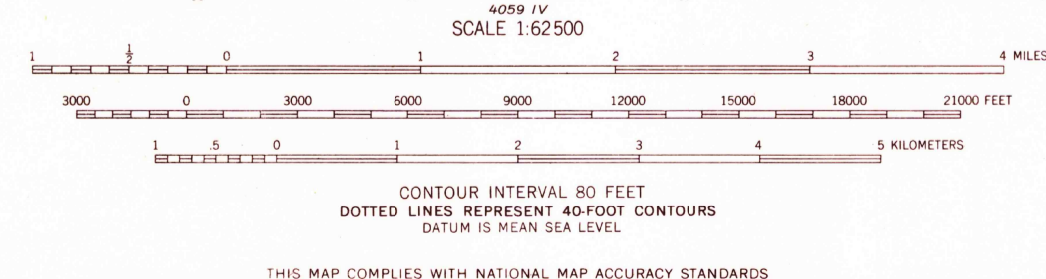 4059 IV
SCALE 1:62500
1 ½ 0 1 2 3 4 MILES
3000 0 3000 6000 9000 12000 15000 18000 21000 FEET
1 .5 0 1 2 3 4 5 KILOMETERS
CONTOUR INTERVAL 80 FEET
DOTTED LINES REPRESENT 40-FOOT CONTOURS
DATUM IS MEAN SEA LEVEL
THIS MAP COMPLIES WITH NATIONAL MAP ACCURACY STANDARDS